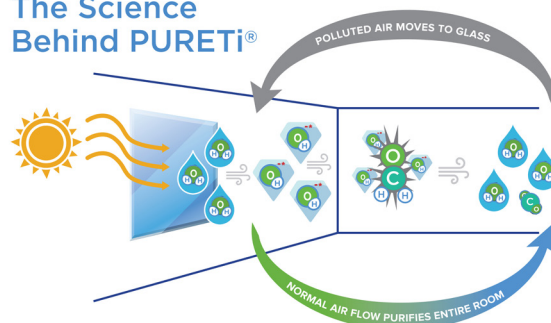 The Science
Behind PURETi®
POLLUTED AIR MOVES TO GLASS
O
H H
O
H H
O
H H
O
H
O
H
O
H
O
H
O
C
H H
O
H
O
H
O
H H
O
H H
O
H H
C
NORMAL AIR FLOW PURIFIES ENTIRE ROOM